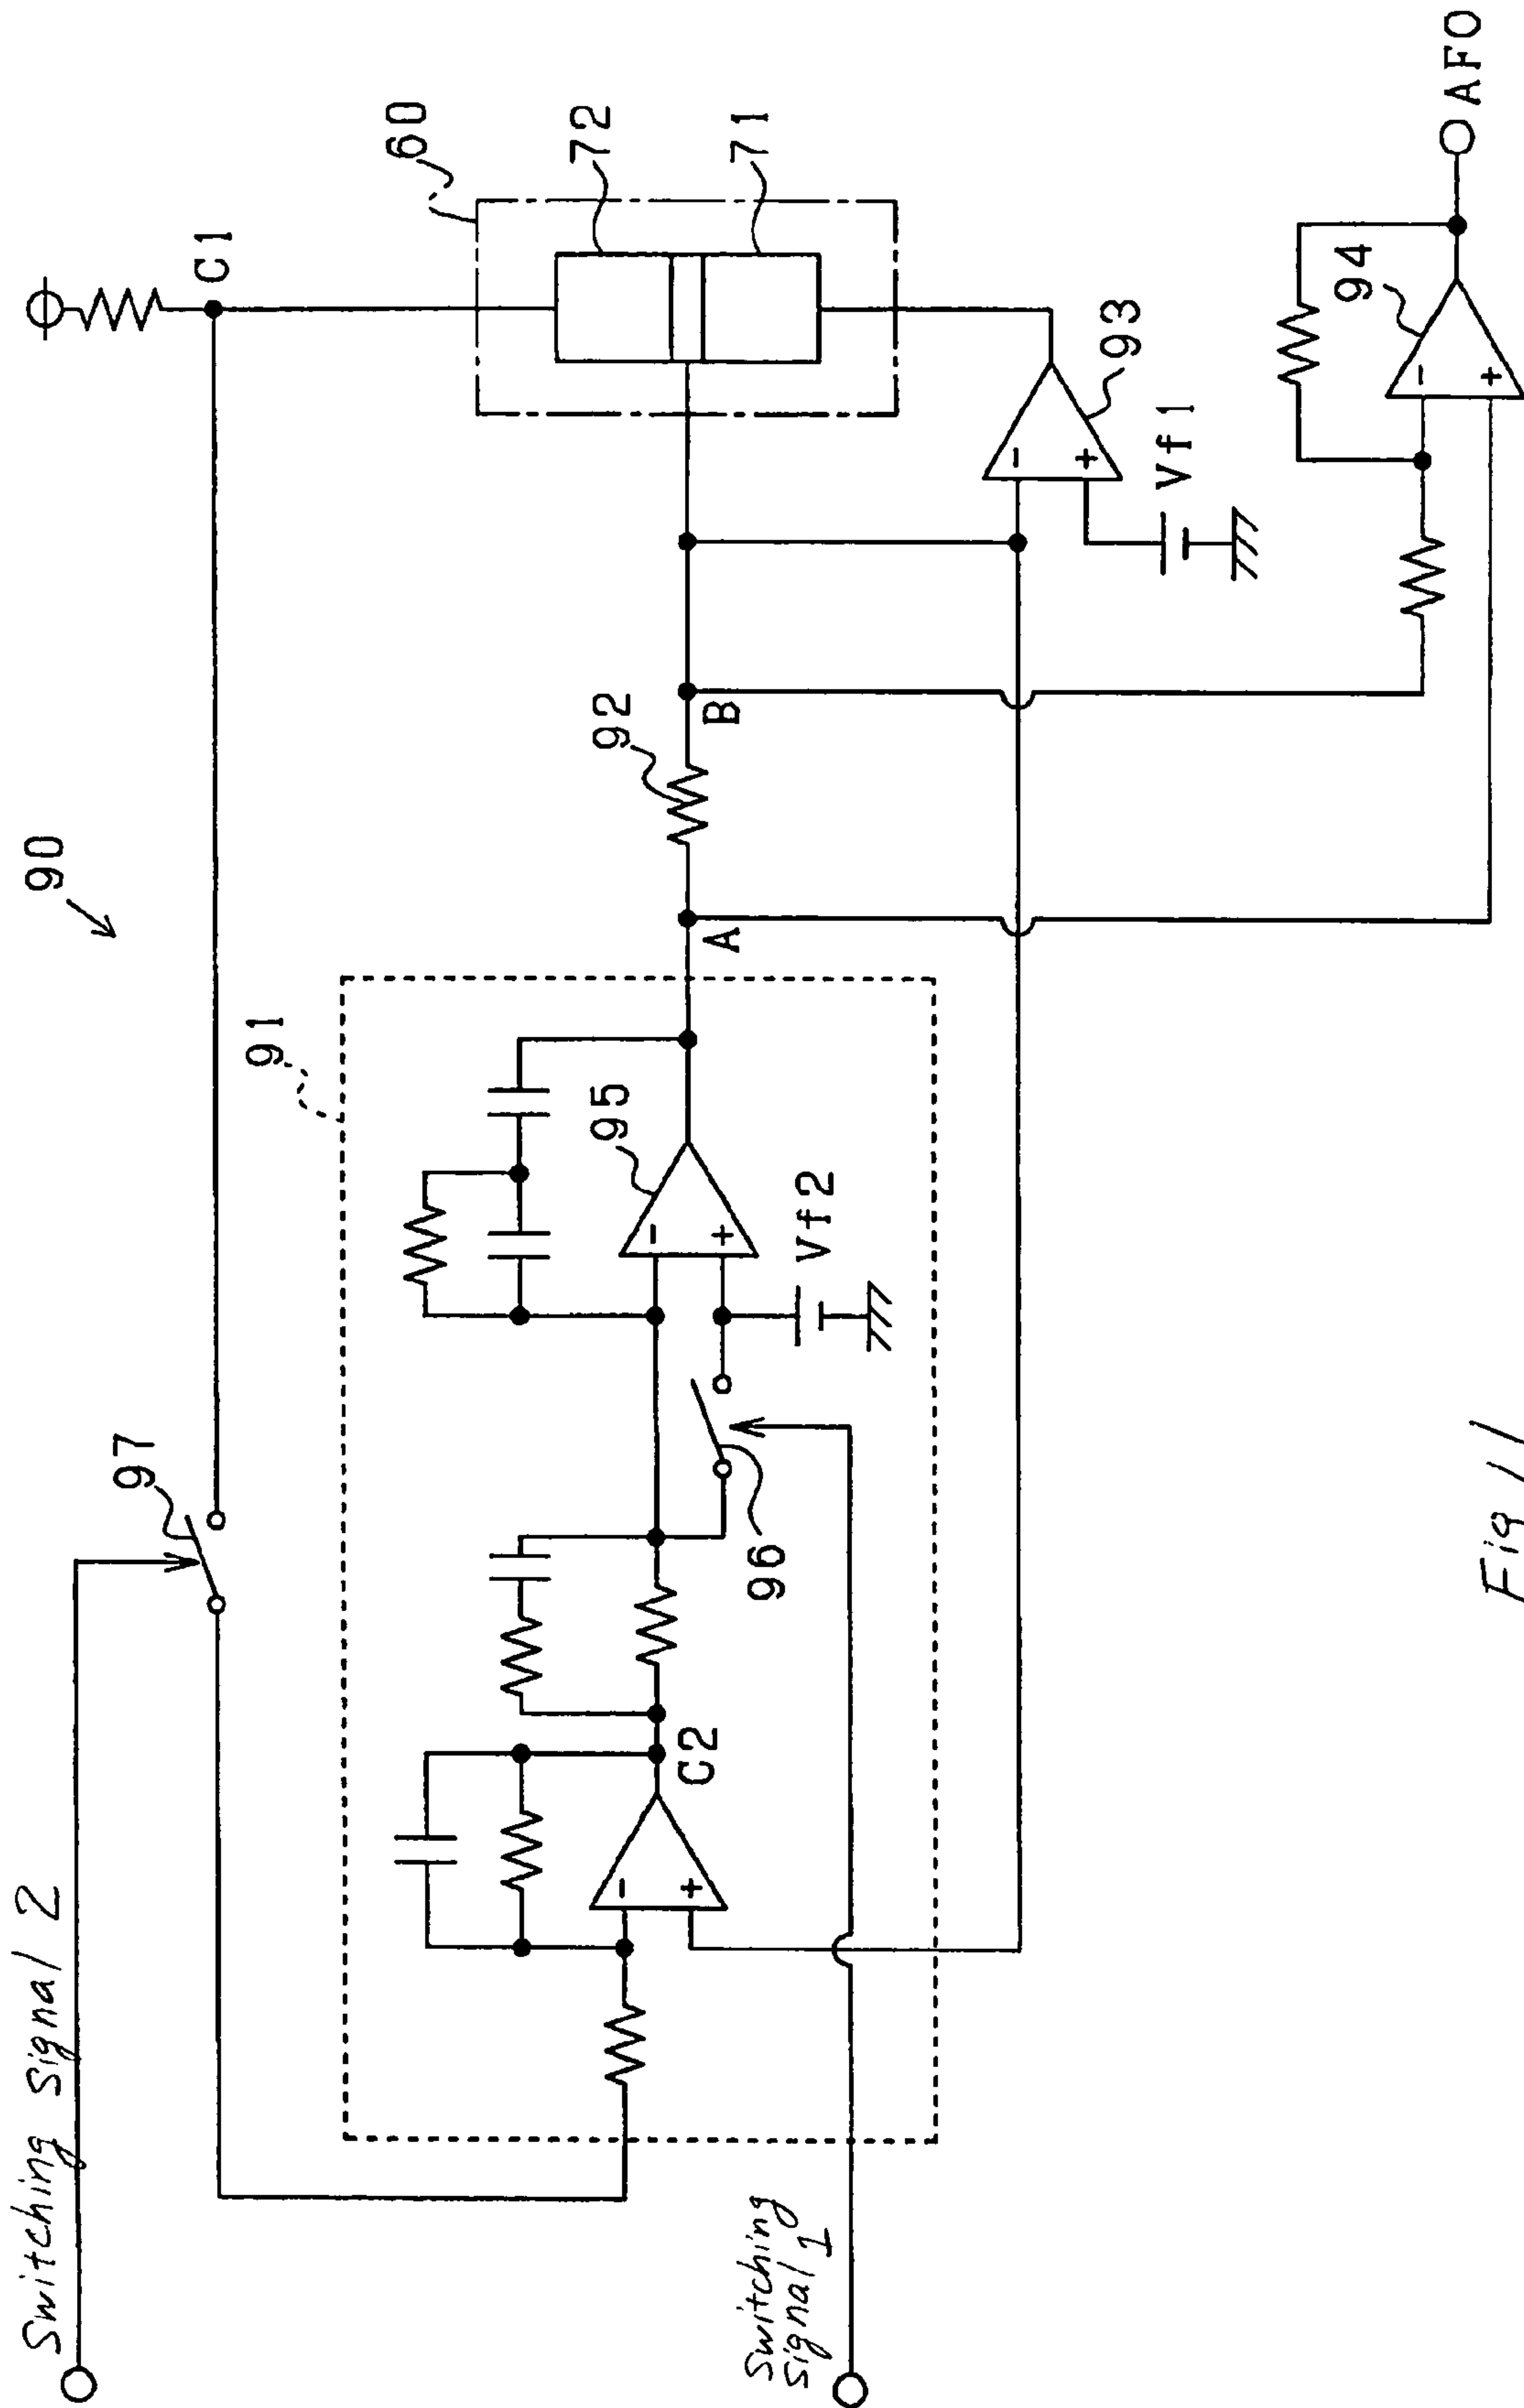 Switching Signal 2
90
97
C1
60
72
71
91
95
92
A
B
C2
96
Vf2
93
Vf1
94
AFO
Switching
Signal 1
- +
- +
- +
- +
Fig 11